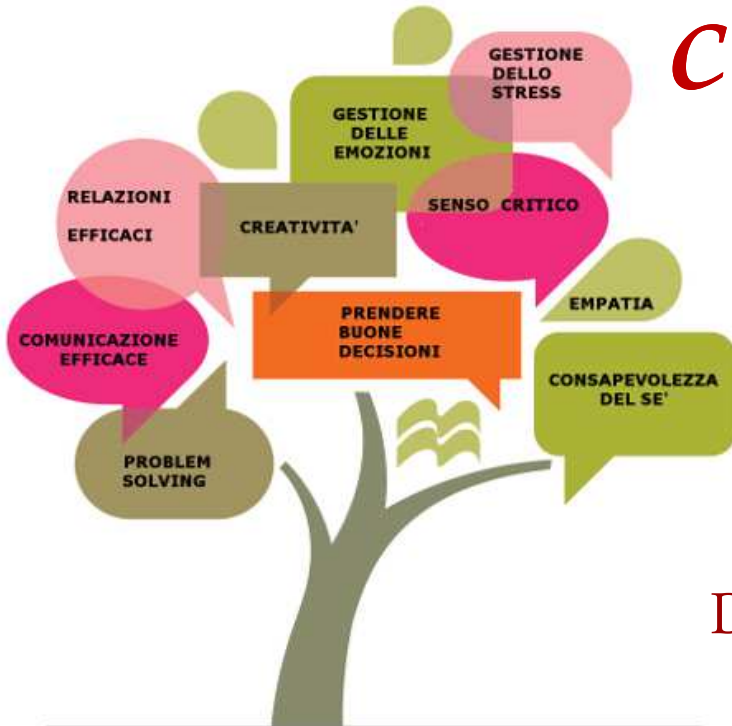 C
GESTIONE
DELLO
STRESS
GESTIONE
DELLE
EMOZIONI
RELAZIONI
EFFICACI
CREATIVITA'
SENSO CRITICO
EMPATIA
PRENDERE
BUONE
DECISIONI
COMUNICAZIONE
EFFICACE
CONSAPEVOLEZZA
DEL SE'
PROBLEM
SOLVING
D